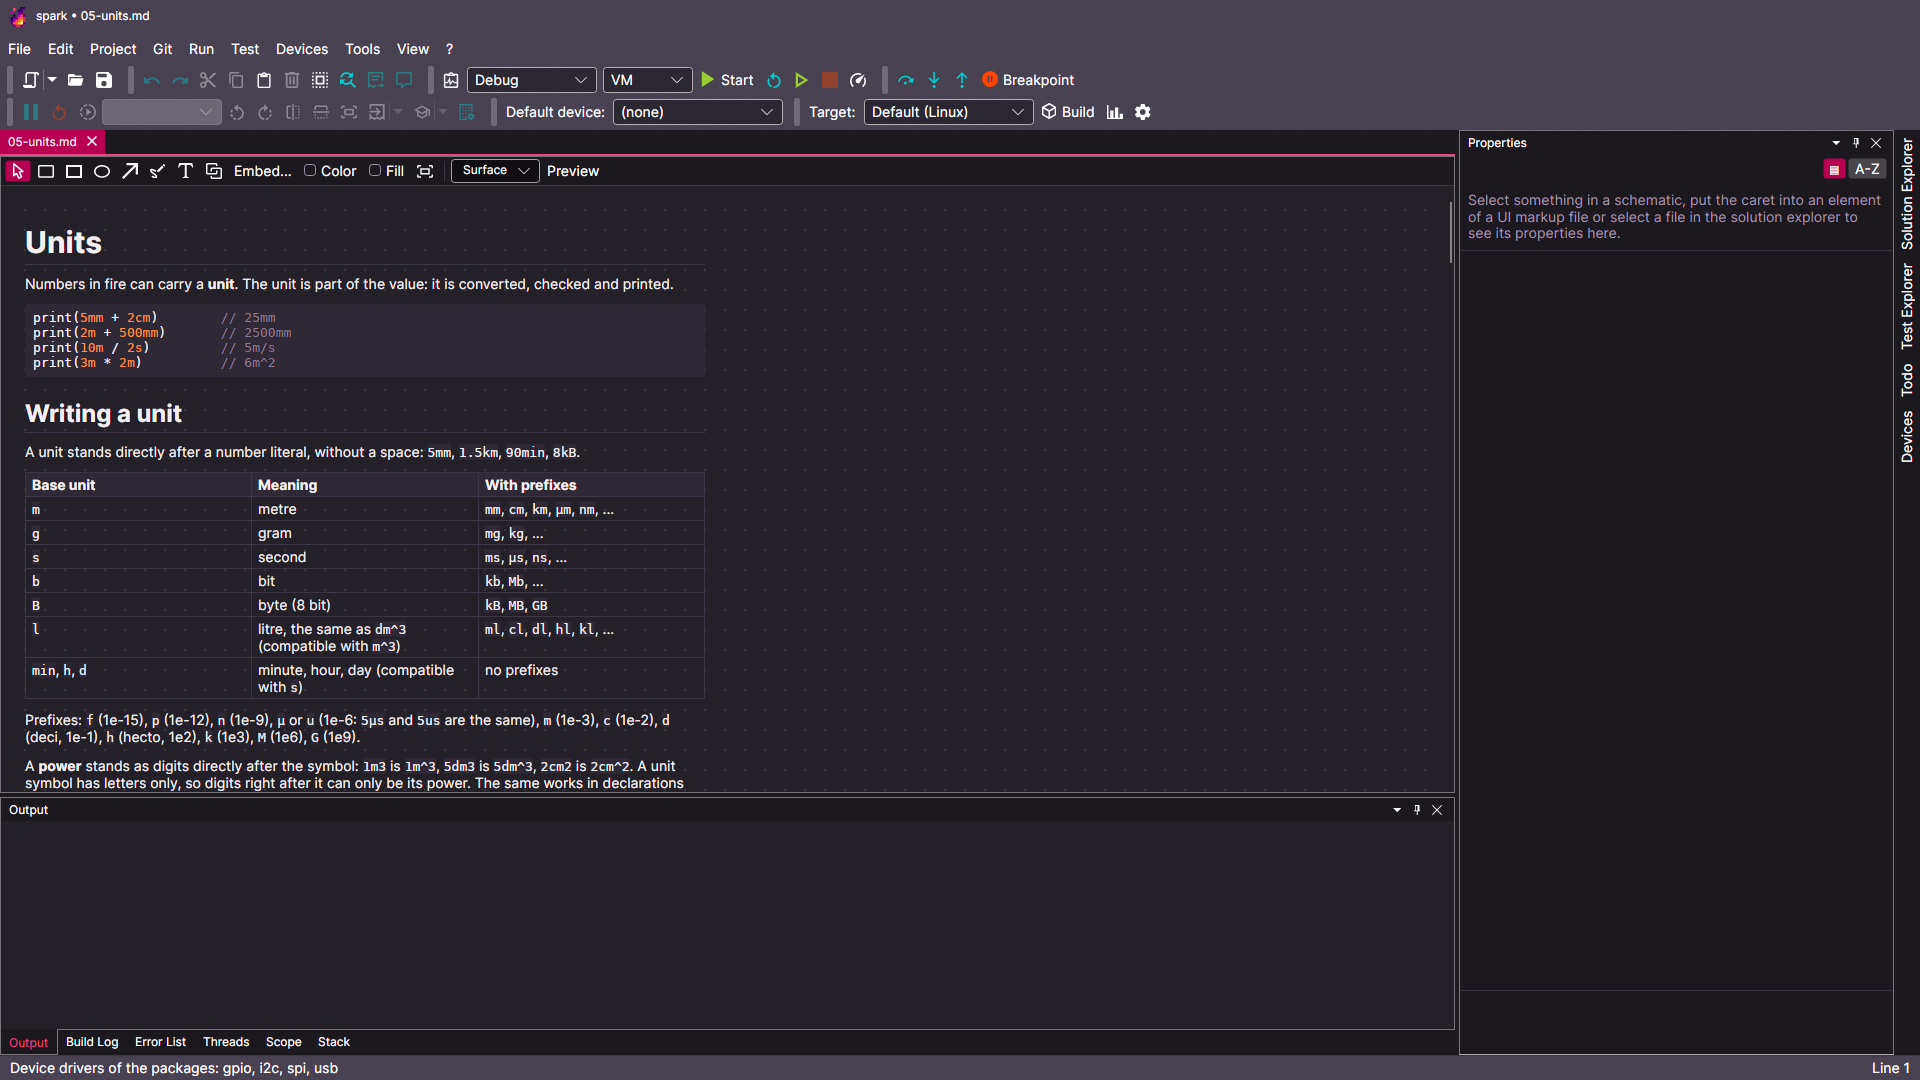 spark • 05-units.md
File Edit Project Git Run Test Devices Tools View ?
Debug VM Start Breakpoint
Default device: (none) Target: Default (Linux) Build
05-units.md
Embed... Color Fill Surface Preview
Units
Numbers in fire can carry a unit. The unit is part of the value: it is converted, checked and printed.
print(5mm + 2cm) // 25mm
print(2m + 500mm) // 2500mm
print(10m / 2s) // 5m/s
print(3m * 2m) // 6m^2
Writing a unit
A unit stands directly after a number literal, without a space: 5mm, 1.5km, 90min, 8kB.
Base unit Meaning With prefixes
m metre mm, cm, km, µm, nm, ...
g gram mg, kg, ...
s second ms, µs, ns, ...
b bit kb, Mb, ...
B byte (8 bit) kB, MB, GB
l litre, the same as dm^3 ml, cl, dl, hl, kl, ...
(compatible with m^3)
min, h, d minute, hour, day (compatible no prefixes
with s)
Prefixes: f (1e-15), p (1e-12), n (1e-9), µ or u (1e-6: 5µs and 5us are the same), m (1e-3), c (1e-2), d
(deci, 1e-1), h (hecto, 1e2), k (1e3), M (1e6), G (1e9).
A power stands as digits directly after the symbol: 1m3 is 1m^3, 5dm3 is 5dm^3, 2cm2 is 2cm^2. A unit
symbol has letters only, so digits right after it can only be its power. The same works in declarations
Properties
A-Z
Select something in a schematic, put the caret into an element
of a UI markup file or select a file in the solution explorer to
see its properties here.
Solution Explorer
Test Explorer
Todo
Devices
Output
Output Build Log Error List Threads Scope Stack
Device drivers of the packages: gpio, i2c, spi, usb
Line 1